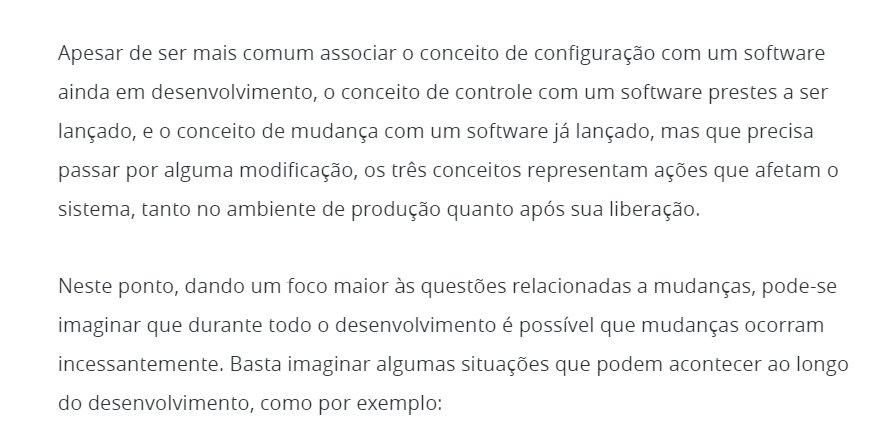 Apesar de ser mais comum associar o conceito de configuração com um software
ainda em desenvolvimento, o conceito de controle com um software prestes a ser
lançado, e o conceito de mudança com um software já lançado, mas que precisa
passar por alguma modificação, os três conceitos representam ações que afetam o
sistema, tanto no ambiente de produção quanto após sua liberação.
Neste ponto, dando um foco maior às questões relacionadas a mudanças, pode-se
imaginar que durante todo o desenvolvimento é possível que mudanças ocorram
incessantemente. Basta imaginar algumas situações que podem acontecer ao longo
do desenvolvimento, como por exemplo: